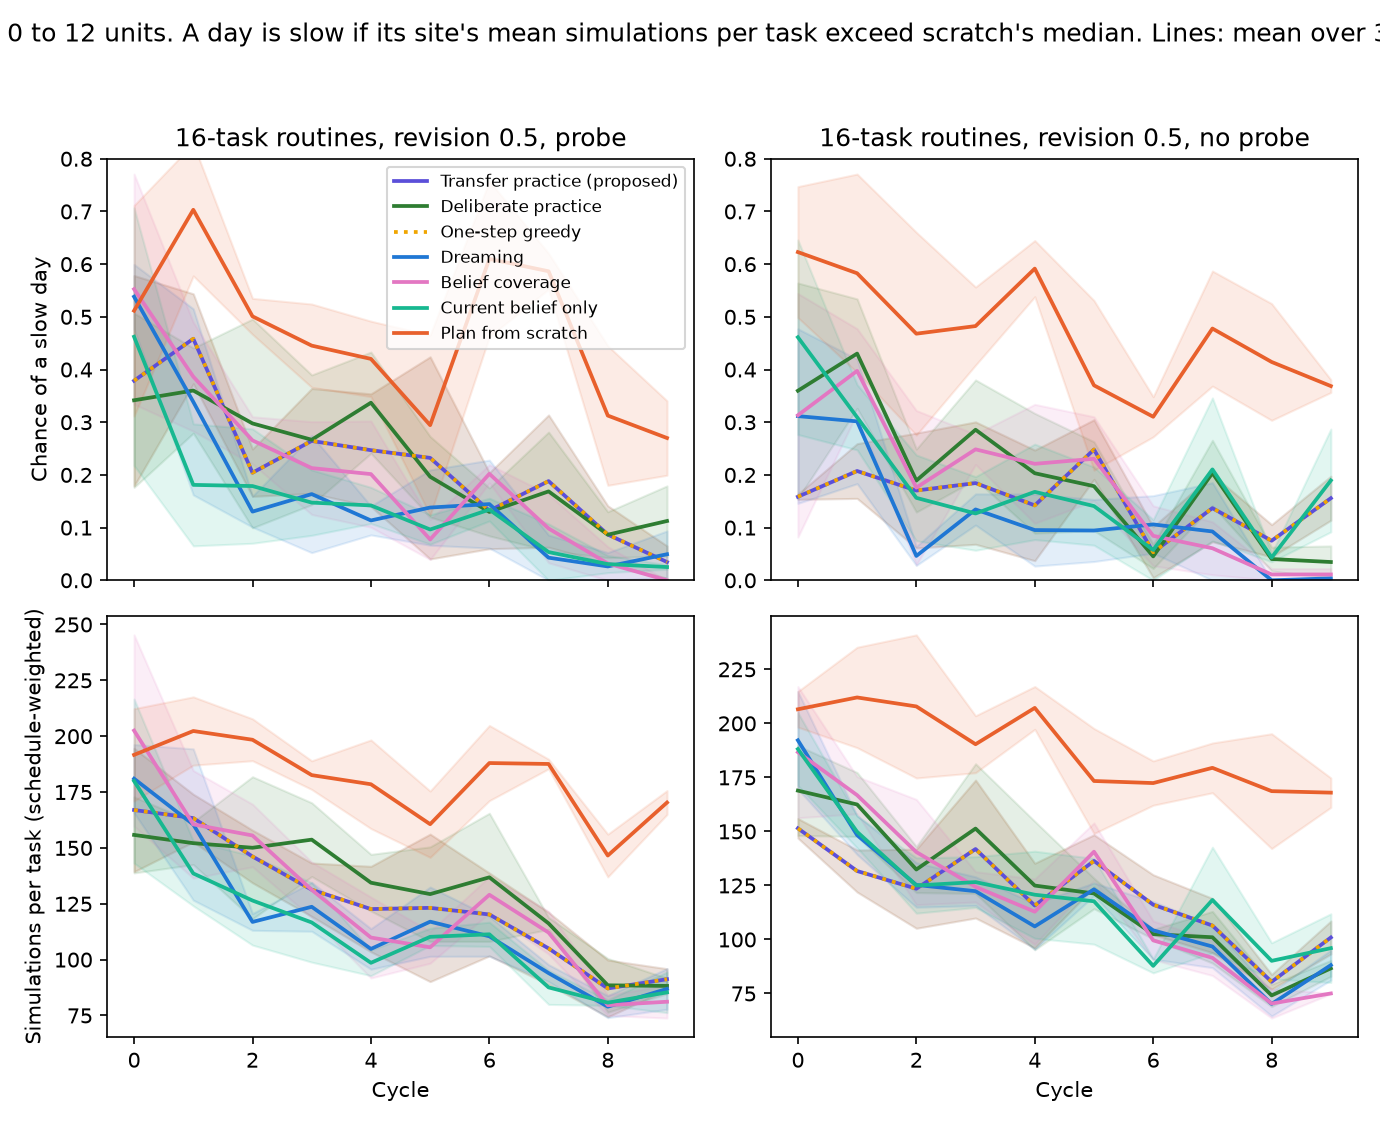 0 to 12 units. A day is slow if its site's mean simulations per task exceed scratch's median. Lines: mean over
16-task routines, revision 0.5, probe
16-task routines, revision 0.5, no probe
Chance of a slow day
0.8
0.7
0.6
0.5
0.4
0.3
0.2
0.1
0.0
Transfer practice (proposed)
Deliberate practice
One-step greedy
Dreaming
Belief coverage
Current belief only
Plan from scratch
0.8
0.7
0.6
0.5
0.4
0.3
0.2
0.1
0.0
Simulations per task (schedule-weighted)
250
225
200
175
150
125
100
75
0 2 4 6 8
Cycle
225
200
175
150
125
100
75
0 2 4 6 8
Cycle